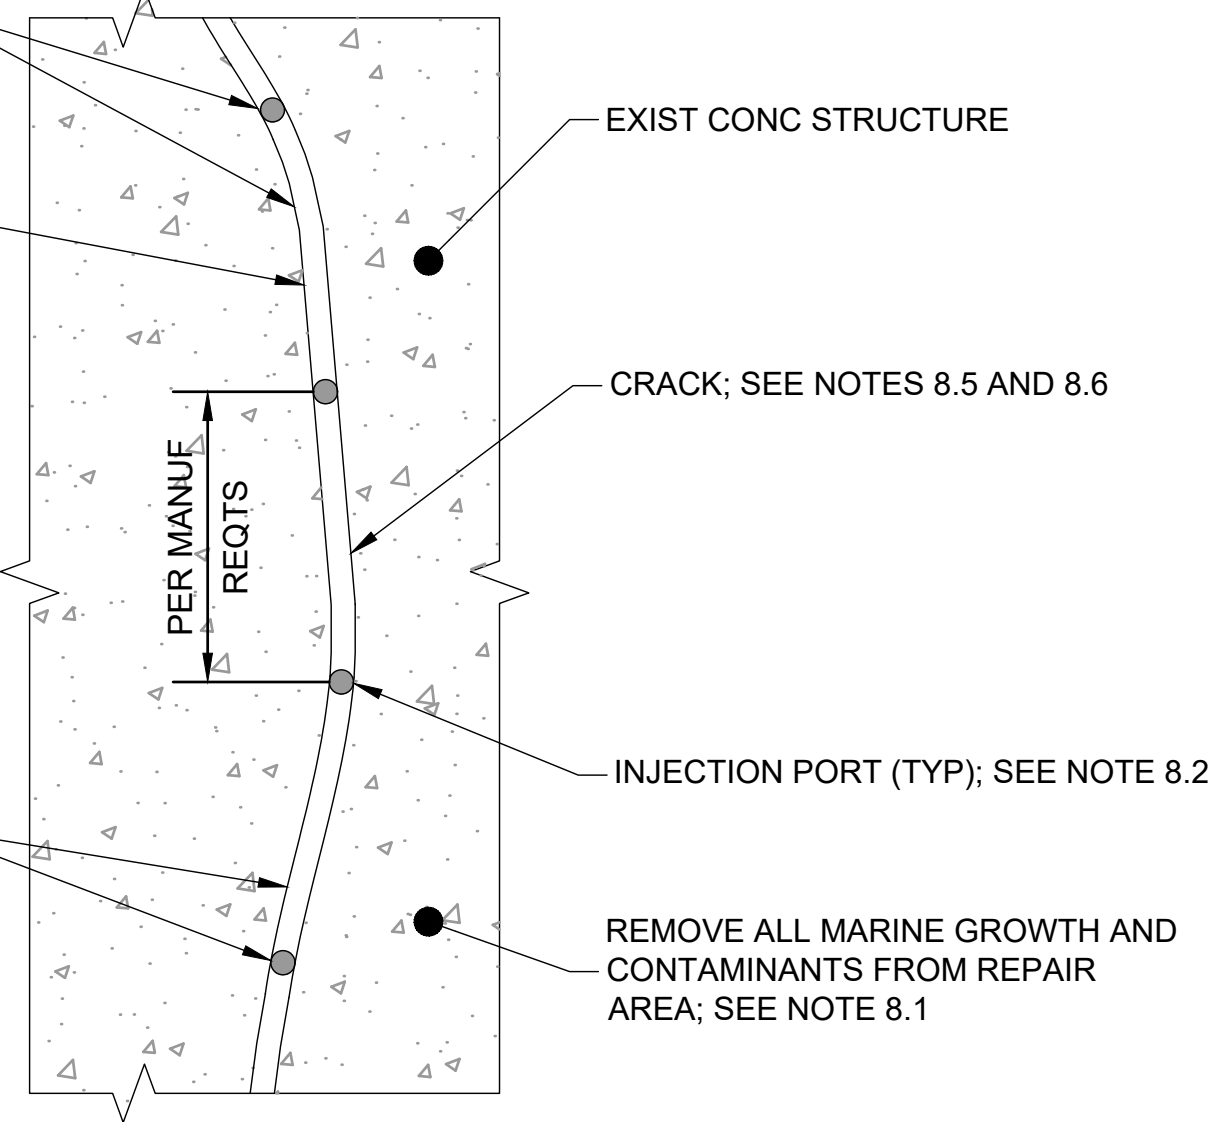 EXIST CONC STRUCTURE
CRACK; SEE NOTES 8.5 AND 8.6
PER MANUF
REQTS
INJECTION PORT (TYP); SEE NOTE 8.2
REMOVE ALL MARINE GROWTH AND
CONTAMINANTS FROM REPAIR
AREA; SEE NOTE 8.1